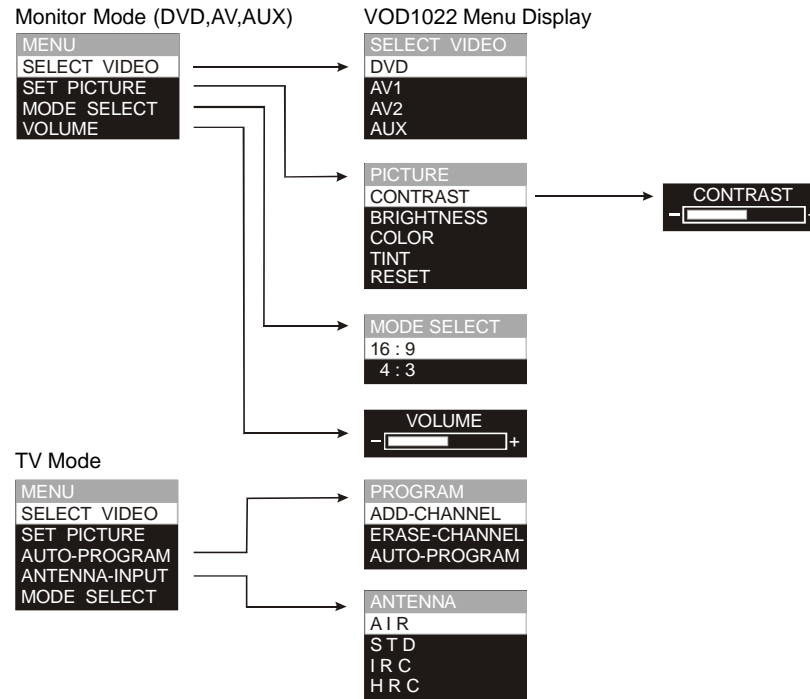 Monitor Mode (DVD,AV,AUX)
VOD1022 Menu Display
MENU
SELECT VIDEO
SET PICTURE
MODE SELECT
VOLUME
SELECT VIDEO
DVD
AV1
AV2
AUX
PICTURE
CONTRAST
BRIGHTNESS
COLOR
TINT
RESET
CONTRAST
–
MODE SELECT
16 : 9
4 : 3
VOLUME
– +
TV Mode
MENU
SELECT VIDEO
SET PICTURE
AUTO-PROGRAM
ANTENNA-INPUT
MODE SELECT
PROGRAM
ADD-CHANNEL
ERASE-CHANNEL
AUTO-PROGRAM
ANTENNA
A I R
S T D
I R C
H R C